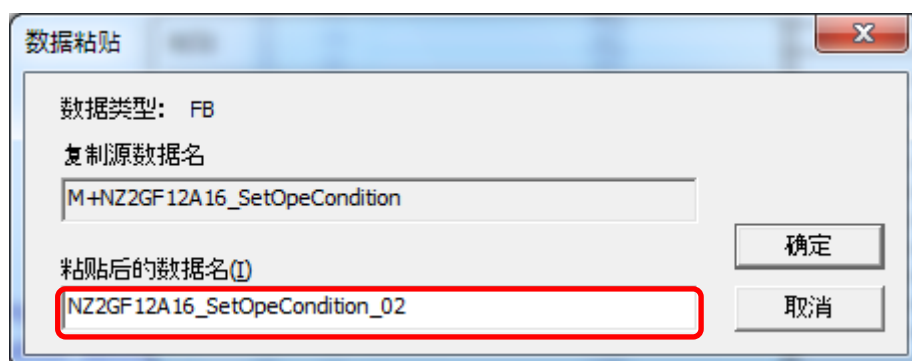 数据粘贴
数据类型： FB
复制源数据名
M+NZ2GF12A16_SetOpeCondition
确定
粘贴后的数据名(I)
NZ2GF12A16_SetOpeCondition_02
取消